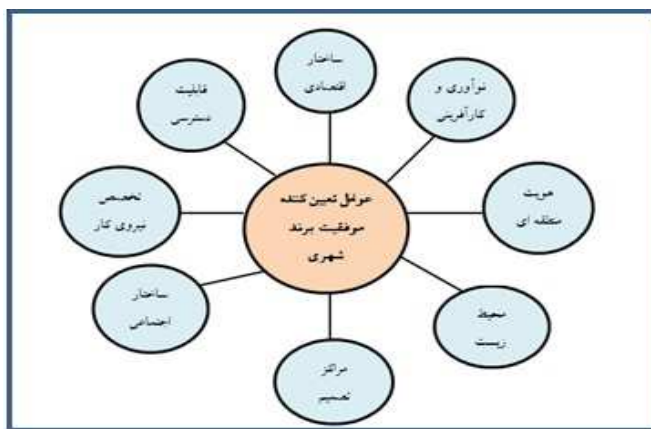 ساختار
اقتصادی
نوآوری و
کارآفرینی
هویت
منطقه ای
محیط
زیست
مراکز
تصمیم
ساختار
اجتماعی
تخصص
نیروی کار
قابلیت
دسترسی
عوامل تعیین کننده
موفقیت برند
شهری